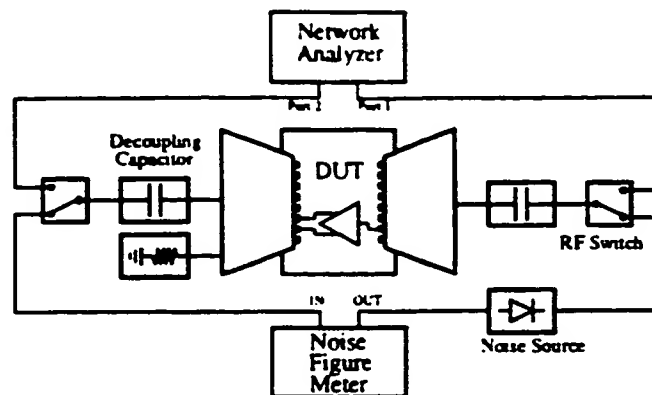 Network
Analyzer
Port 2
Port 1
Decoupling
Capacitor
DUT
RF Switch
IN
OUT
Noise Source
Noise
Figure
Meter